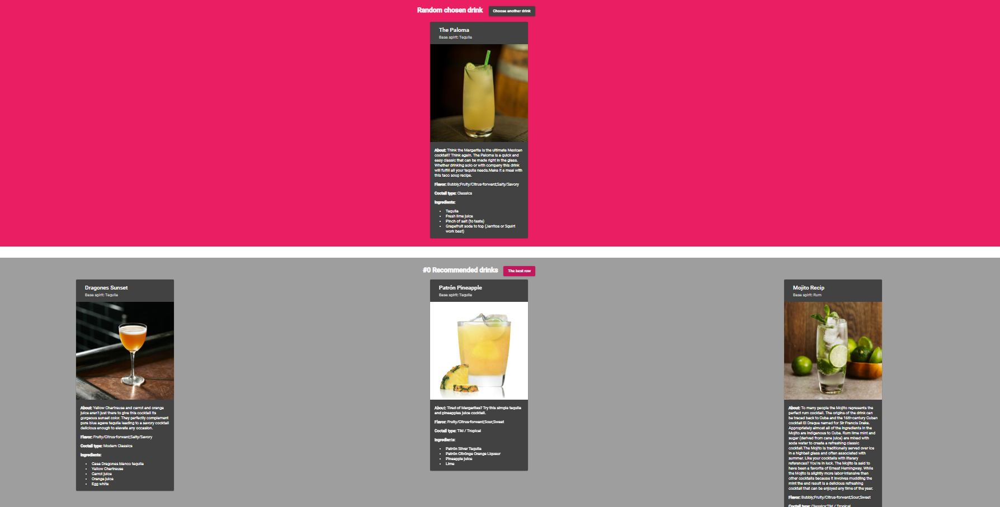 Random chosen drink
Choose another drink
The Paloma
Base spirit: Tequila
About: Think the Margarita is the ultimate Mexican
cocktail? Think again. The Paloma is a quick and
easy classic that can be made right in the glass.
Whether drinking solo or with company this drink
will fulfill all your tequila needs.Make it a meal with
this taco soup recipe.
Flavor: Bubbly;Fruity/Citrus-forward;Salty/Savory
Coctail type: Classics
Ingredients:
• Tequila
• Fresh lime juice
• Pinch of salt (to taste)
• Grapefruit soda to top (Jarritos or Squirt
work best)
#0 Recommended drinks
The best row
Dragones Sunset
Base spirit: Tequila
About: Yellow Chartreuse and carrot and orange
juice aren't just there to give this cocktail its
gorgeous sunset color. They perfectly complement
pure blue agave tequila leading to a savory cocktail
delicious enough to elevate any occasion.
Flavor: Fruity/Citrus-forward;Salty/Savory
Coctail type: Modern Classics
Ingredients:
• Casa Dragones blanco tequila
• Yellow Chartreuse
• Carrot juice
• Orange juice
• Egg white
Patrón Pineapple
Base spirit: Tequila
About: Tired of Margaritas? Try this simple tequila
and pineapples juice cocktail.
Flavor: Fruity/Citrus-forward;Sour;Sweet
Coctail type: Tiki / Tropical
Ingredients:
• Patrón Silver Tequila
• Patrón Citrónge Orange Liqueur
• Pineapple juice
• Lime
Mojito Recip
Base spirit: Rum
About: To many people the Mojito represents the
perfect rum cocktail. The origins of the drink can
be traced back to Cuba and the 16th-century Cuban
cocktail El Draque named for Sir Francis Drake.
Appropriately almost all of the ingredients in the
Mojito are indigenous to Cuba. Rum lime mint and
sugar (derived from cane juice) are mixed with
soda water to create a refreshing classic
cocktail.The Mojito is traditionally served over ice
in a highball glass and often associated with
summer. Like your cocktails with literary
references? You're in luck. The Mojito is said to
have been a favorite of Ernest Hemingway. While
the Mojito is slightly more labor-intensive than
other cocktails because it involves muddling the
mint the end result is a delicious refreshing
cocktail that can be enjoyed any time of the year.
Flavor: Bubbly;Fruity/Citrus-forward;Sour;Sweet
Coctail type: Classics;Tiki / Tropical